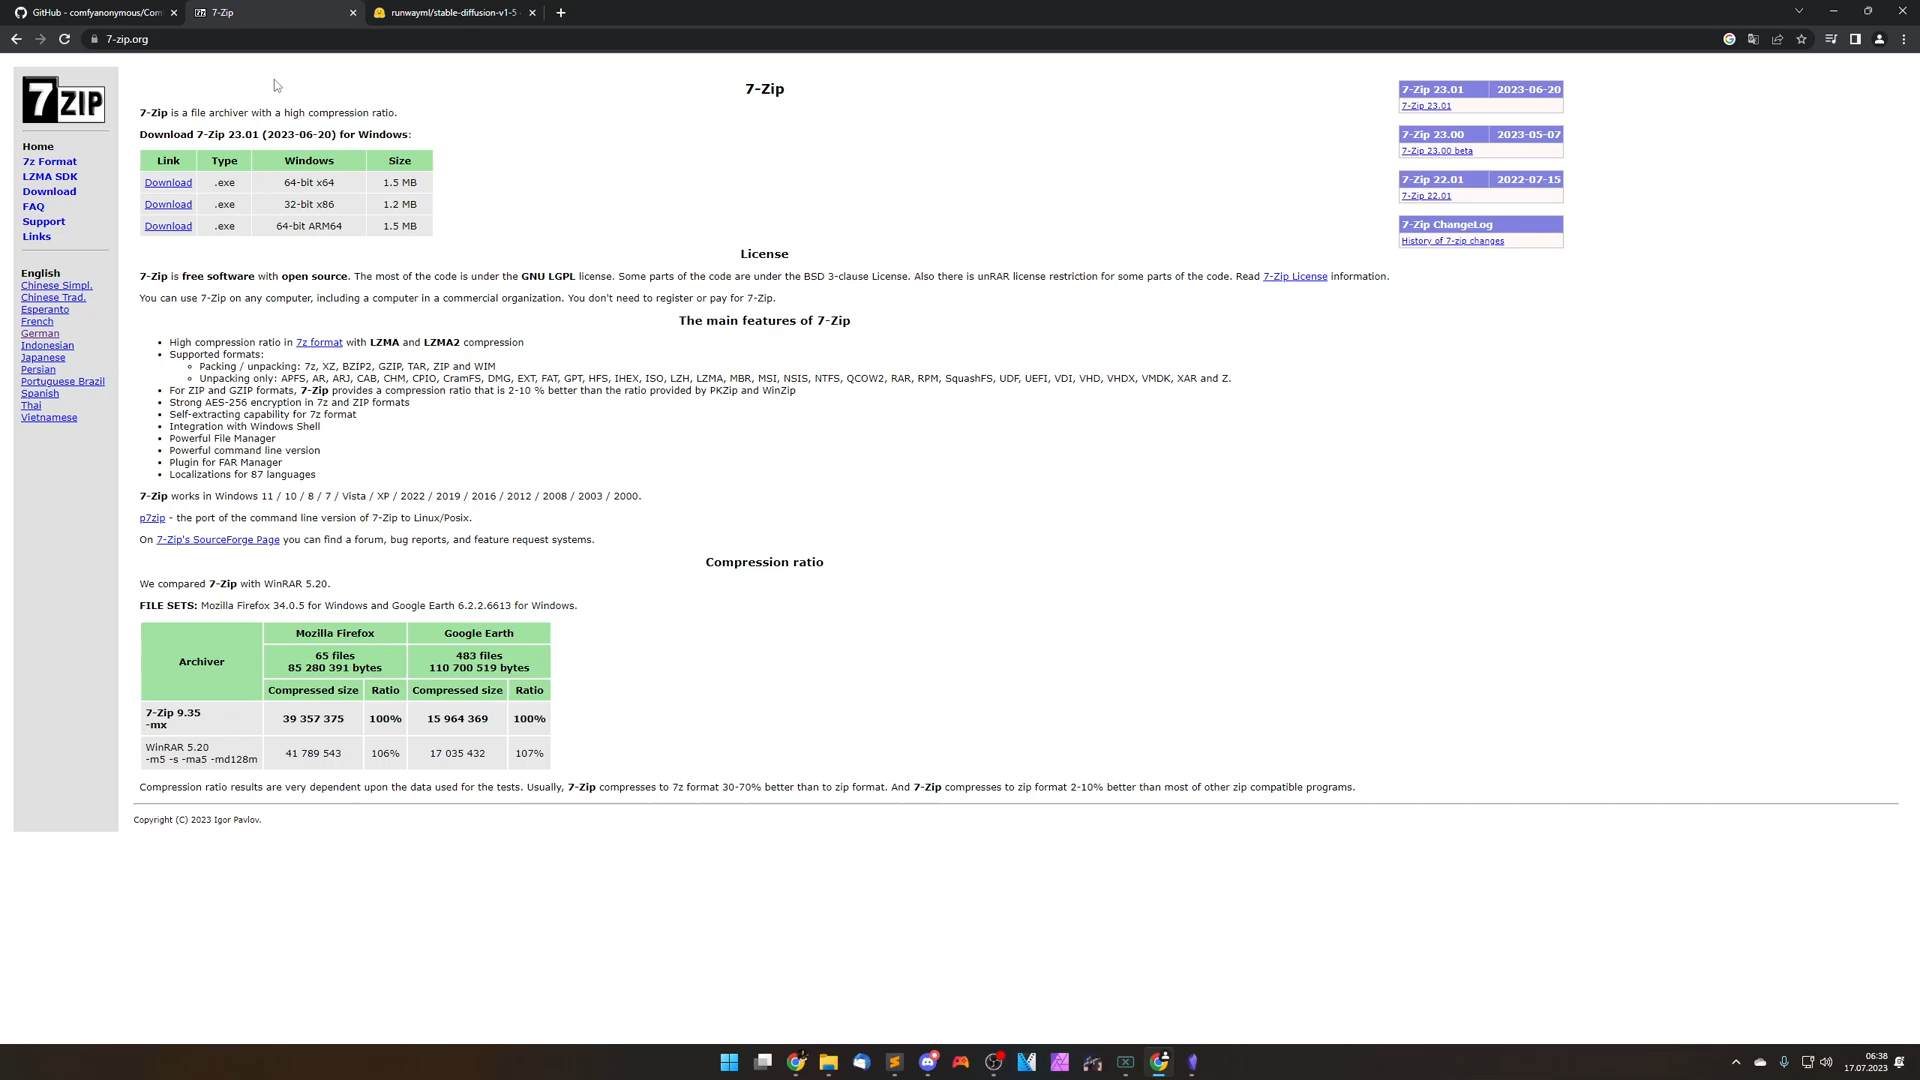 GitHub - comfyanonymous/Com
7-Zip
runwayml/stable-diffusion-v1-5
7-zip.org
7ZIP
Home
7z Format
LZMA SDK
Download
FAQ
Support
Links
English
Chinese Simpl.
Chinese Trad.
Esperanto
French
German
Indonesian
Japanese
Persian
Portuguese Brazil
Spanish
Thai
Vietnamese
7-Zip
7-Zip is a file archiver with a high compression ratio.
Download 7-Zip 23.01 (2023-06-20) for Windows:
Link Type Windows Size
Download .exe 64-bit x64 1.5 MB
Download .exe 32-bit x86 1.2 MB
Download .exe 64-bit ARM64 1.5 MB
License
7-Zip is free software with open source. The most of the code is under the GNU LGPL license. Some parts of the code are under the BSD 3-clause License. Also there is unRAR license restriction for some parts of the code. Read 7-Zip License information.
You can use 7-Zip on any computer, including a computer in a commercial organization. You don't need to register or pay for 7-Zip.
The main features of 7-Zip
• High compression ratio in 7z format with LZMA and LZMA2 compression
• Supported formats:
Packing / unpacking: 7z, XZ, BZIP2, GZIP, TAR, ZIP and WIM
Unpacking only: APFS, AR, ARJ, CAB, CHM, CPIO, CramFS, DMG, EXT, FAT, GPT, HFS, IHEX, ISO, LZH, LZMA, MBR, MSI, NSIS, NTFS, QCOW2, RAR, RPM, SquashFS, UDF, UEFI, VDI, VHD, VHDX, VMDK, XAR and Z.
• For ZIP and GZIP formats, 7-Zip provides a compression ratio that is 2-10 % better than the ratio provided by PKZip and WinZip
• Strong AES-256 encryption in 7z and ZIP formats
• Self-extracting capability for 7z format
• Integration with Windows Shell
• Powerful File Manager
• Powerful command line version
• Plugin for FAR Manager
• Localizations for 87 languages
7-Zip works in Windows 11 / 10 / 8 / 7 / Vista / XP / 2022 / 2019 / 2016 / 2012 / 2008 / 2003 / 2000.
p7zip - the port of the command line version of 7-Zip to Linux/Posix.
On 7-Zip's SourceForge Page you can find a forum, bug reports, and feature request systems.
Compression ratio
We compared 7-Zip with WinRAR 5.20.
FILE SETS: Mozilla Firefox 34.0.5 for Windows and Google Earth 6.2.2.6613 for Windows.
Archiver Mozilla Firefox Google Earth
65 files 483 files
85 280 391 bytes 110 700 519 bytes
Compressed size Ratio Compressed size Ratio
7-Zip 9.35
-mx 39 357 375 100% 15 964 369 100%
WinRAR 5.20
-m5 -s -ma5 -md128m 41 789 543 106% 17 035 432 107%
Compression ratio results are very dependent upon the data used for the tests. Usually, 7-Zip compresses to 7z format 30-70% better than to zip format. And 7-Zip compresses to zip format 2-10% better than most of other zip compatible programs.
Copyright (C) 2023 Igor Pavlov.
7-Zip 23.01 2023-06-20
7-Zip 23.01
7-Zip 23.00 2023-05-07
7-Zip 23.00 beta
7-Zip 22.01 2022-07-15
7-Zip 22.01
7-Zip ChangeLog
History of 7-zip changes
06:38
17.07.2023